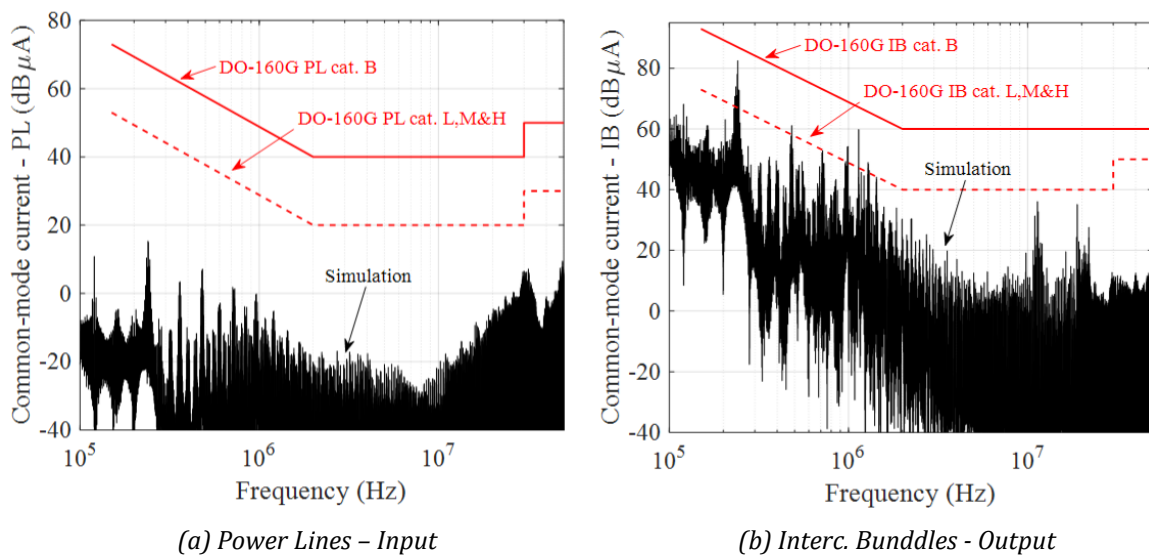 Common-mode current - PL (dBμA)
80
60
40
20
0
-20
-40
DO-160G PL cat. B
DO-160G PL cat. L,M&H
Simulation
10^5
10^6
10^7
Frequency (Hz)
(a) Power Lines – Input
Common-mode current - IB (dBμA)
80
60
40
20
0
-20
-40
DO-160G IB cat. B
DO-160G IB cat. L,M&H
Simulation
10^5
10^6
10^7
Frequency (Hz)
(b) Interc. Bunddles - Output